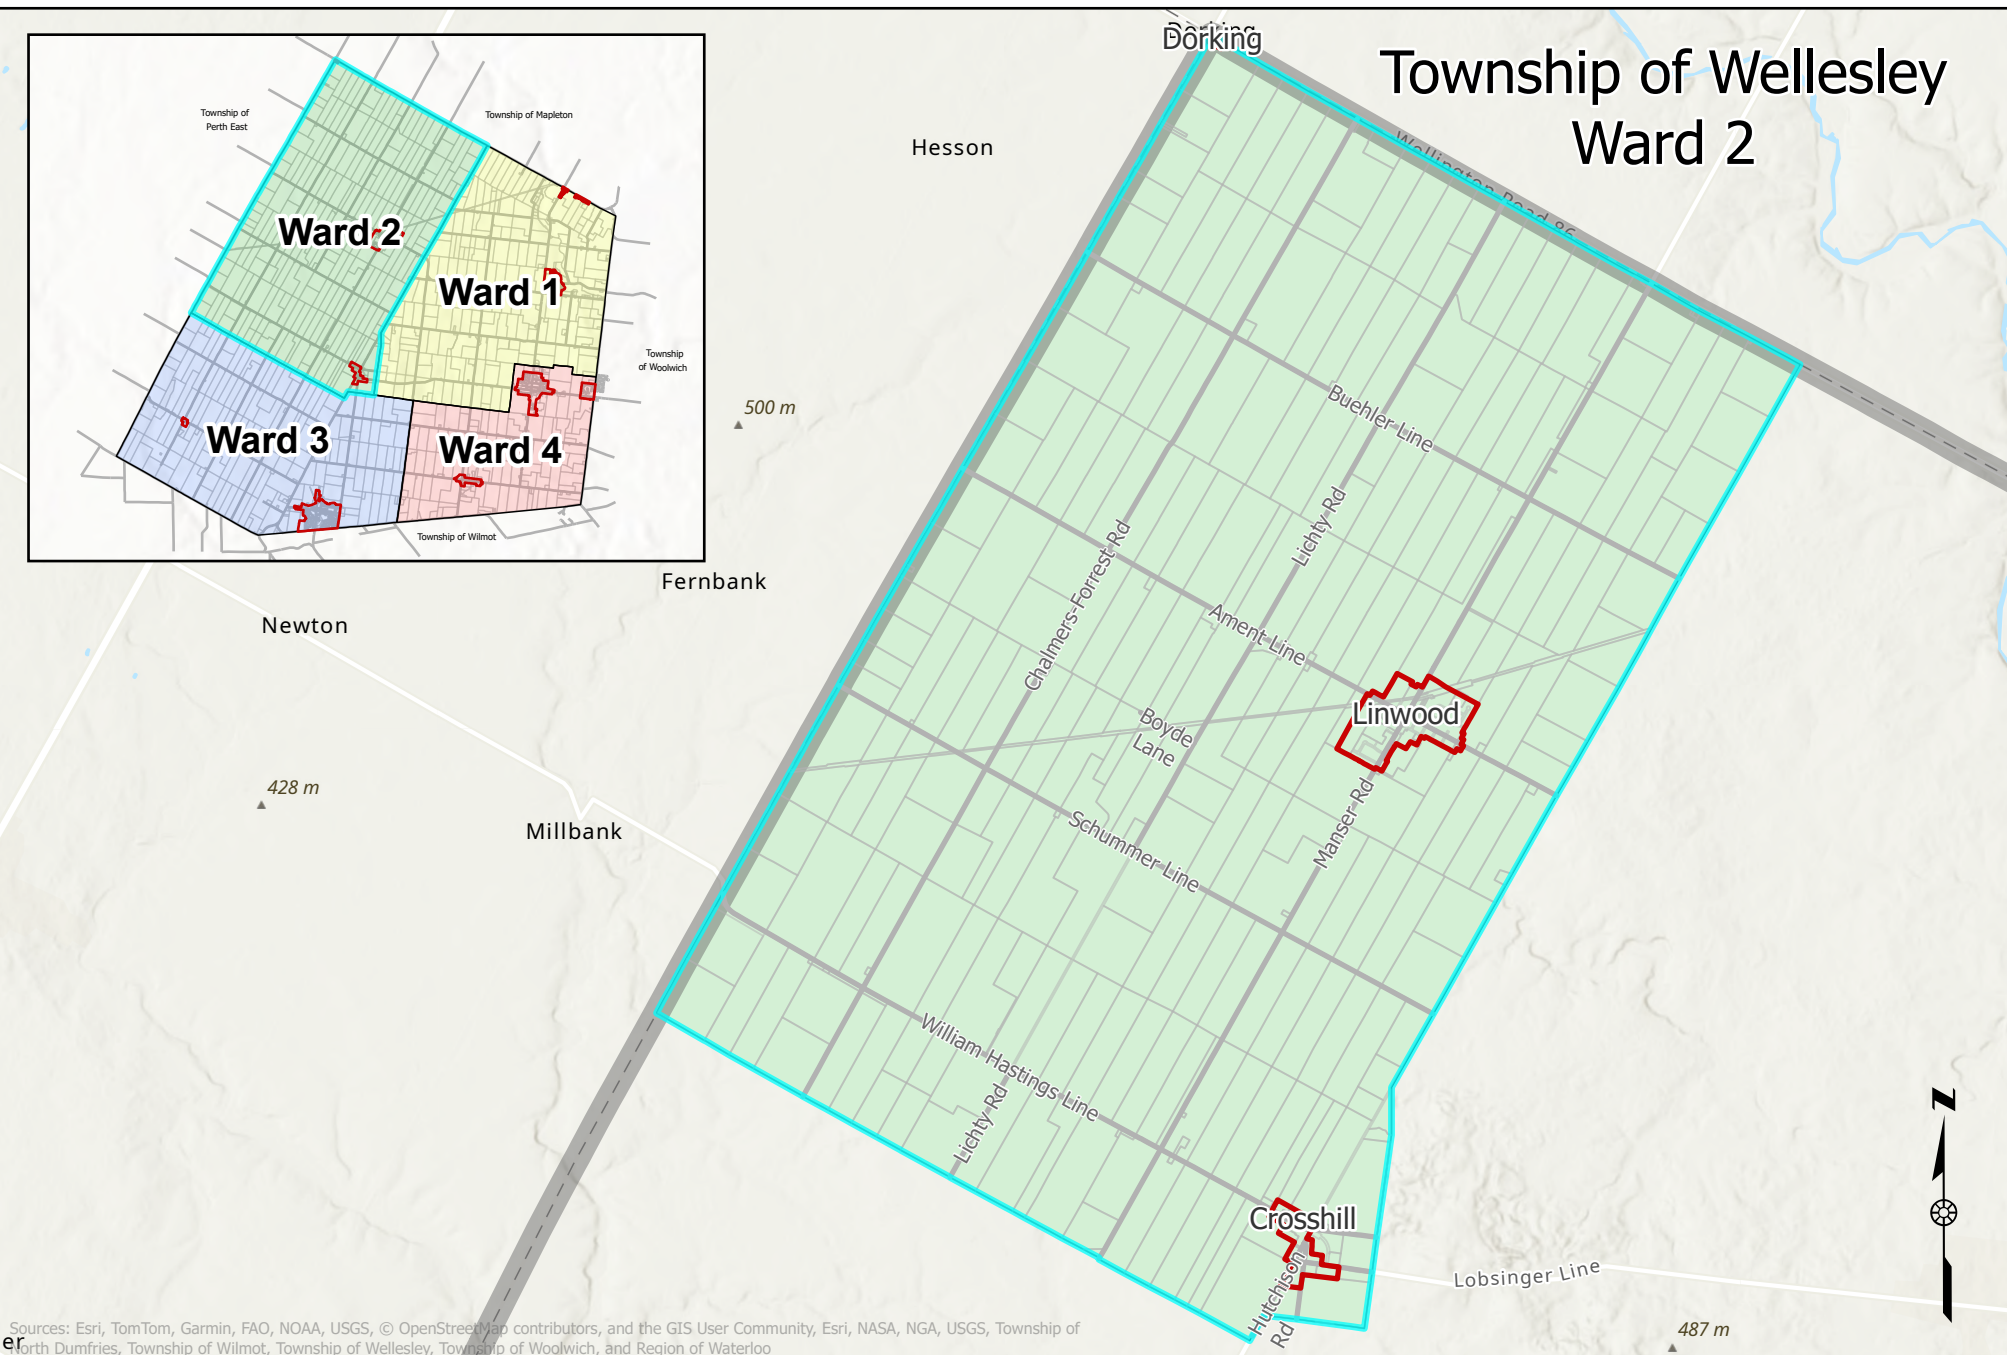 Dorking
Township of Wellesley
Ward 2
Township of
Perth East
Township of Mapleton
Ward 2
Ward 1
Township
of Woolwich
Ward 3
Ward 4
Township of Wilmot
Hesson
Wellington Road 86
500 m
Buehler Line
Lichty Rd
Chalmers-Forrest Rd
Fernbank
Newton
Ament Line
Linwood
Boyde
Lane
428 m
Millbank
Manser Rd
Schummer Line
William Hastings Line
Lichty Rd
N
Crosshill
Hutchison
Rd
Lobsinger Line
487 m
er
Sources: Esri, TomTom, Garmin, FAO, NOAA, USGS, © OpenStreetMap contributors, and the GIS User Community, Esri, NASA, NGA, USGS, Township of
North Dumfries, Township of Wilmot, Township of Wellesley, Township of Woolwich, and Region of Waterloo